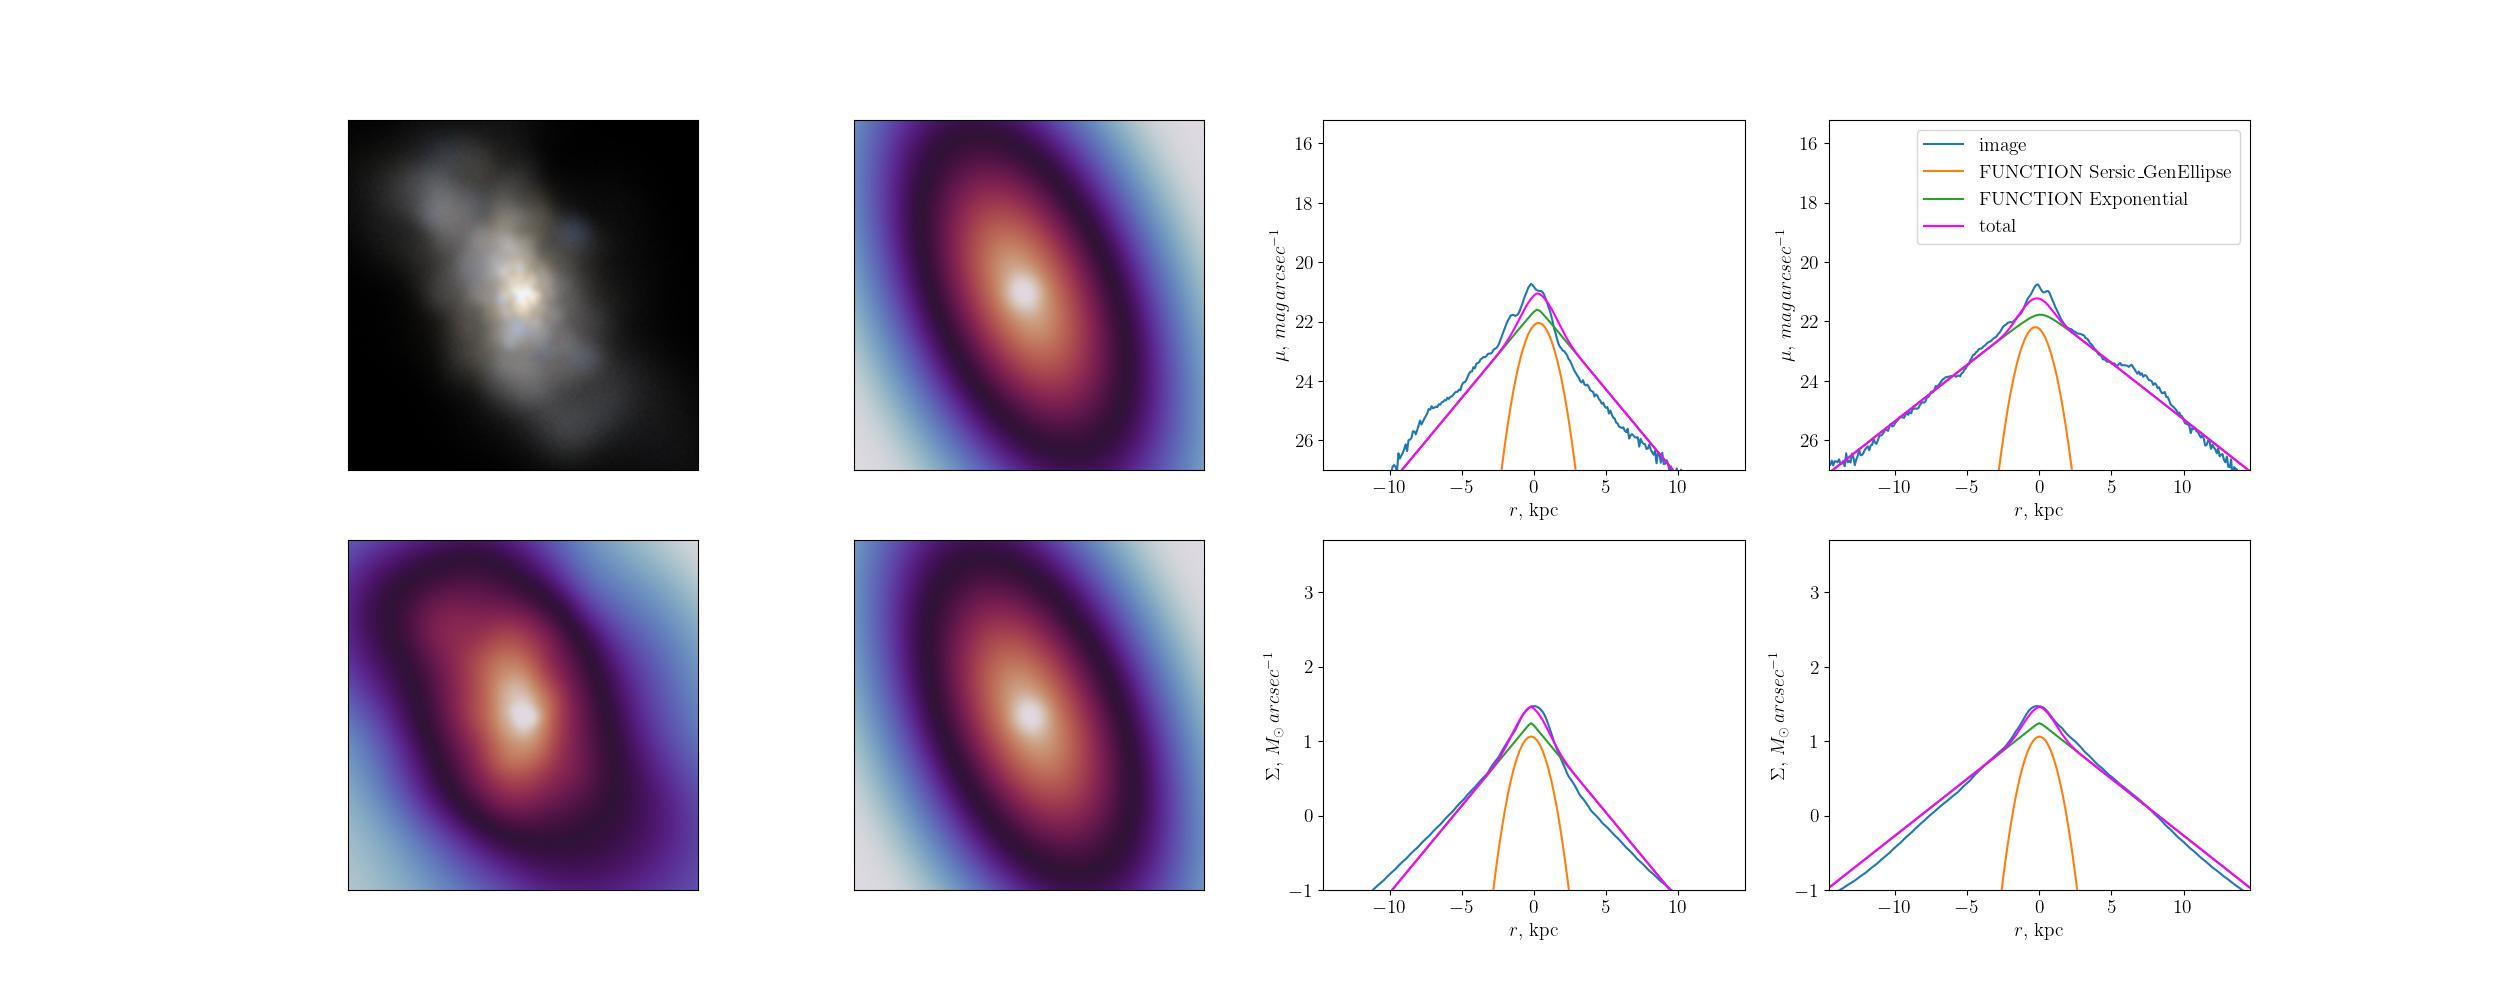 16
18
20
22
24
26
−10 −5 0 5 10
r, kpc
μ, mag arcsec⁻¹
16
18
20
22
24
26
−10 −5 0 5 10
r, kpc
μ, mag arcsec⁻¹
image
FUNCTION Sersic_GenEllipse
FUNCTION Exponential
total
3
2
1
0
−1
−10 −5 0 5 10
r, kpc
Σ, M⊙ arcsec⁻¹
3
2
1
0
−1
−10 −5 0 5 10
r, kpc
Σ, M⊙ arcsec⁻¹